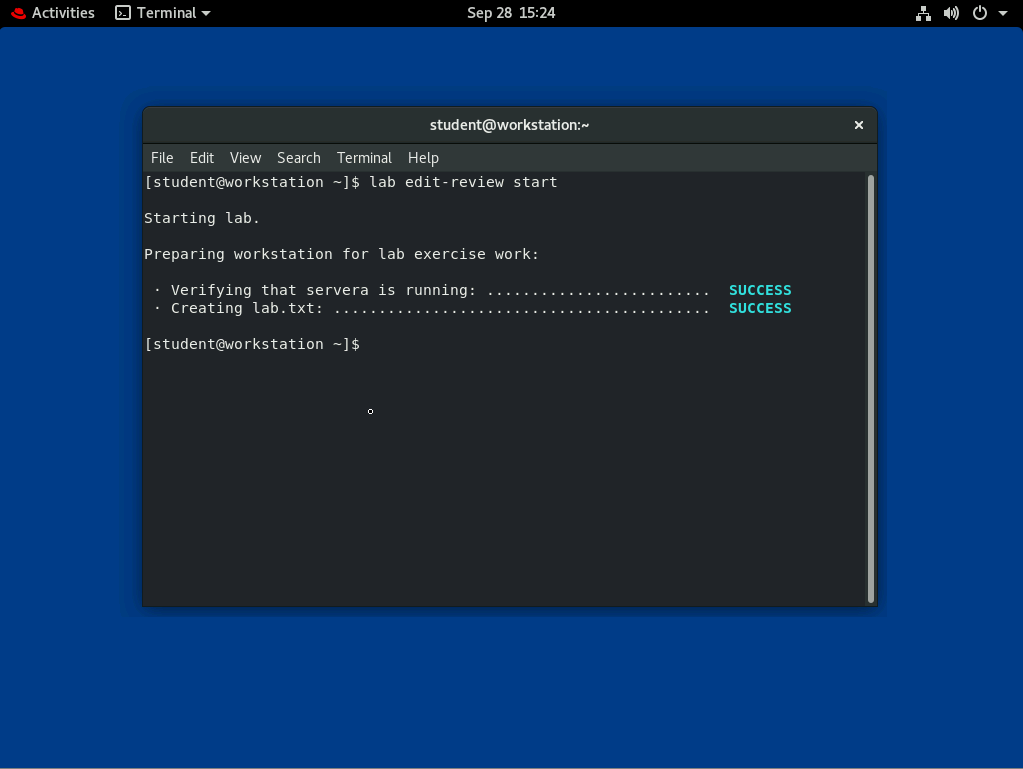 Activities Terminal Sep 28 15:24
student@workstation:~ ×
File Edit View Search Terminal Help
[student@workstation ~]$ lab edit-review start
Starting lab.
Preparing workstation for lab exercise work:
· Verifying that servera is running: ......................... SUCCESS
· Creating lab.txt: .......................................... SUCCESS
[student@workstation ~]$